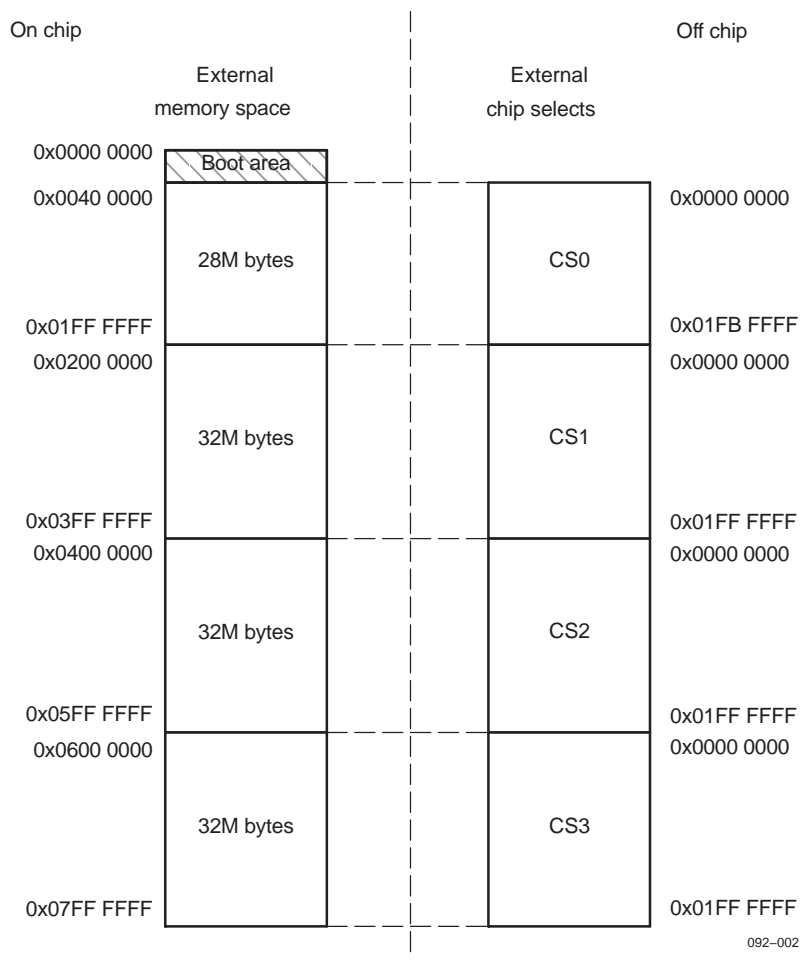 On chip
Off chip
External
memory space
External
chip selects
0x0000 0000
Boot area
0x0040 0000
0x0000 0000
28M bytes
CS0
0x01FF FFFF
0x01FB FFFF
0x0200 0000
0x0000 0000
32M bytes
CS1
0x03FF FFFF
0x01FF FFFF
0x0400 0000
0x0000 0000
32M bytes
CS2
0x05FF FFFF
0x01FF FFFF
0x0600 0000
0x0000 0000
32M bytes
CS3
0x07FF FFFF
0x01FF FFFF
092–002